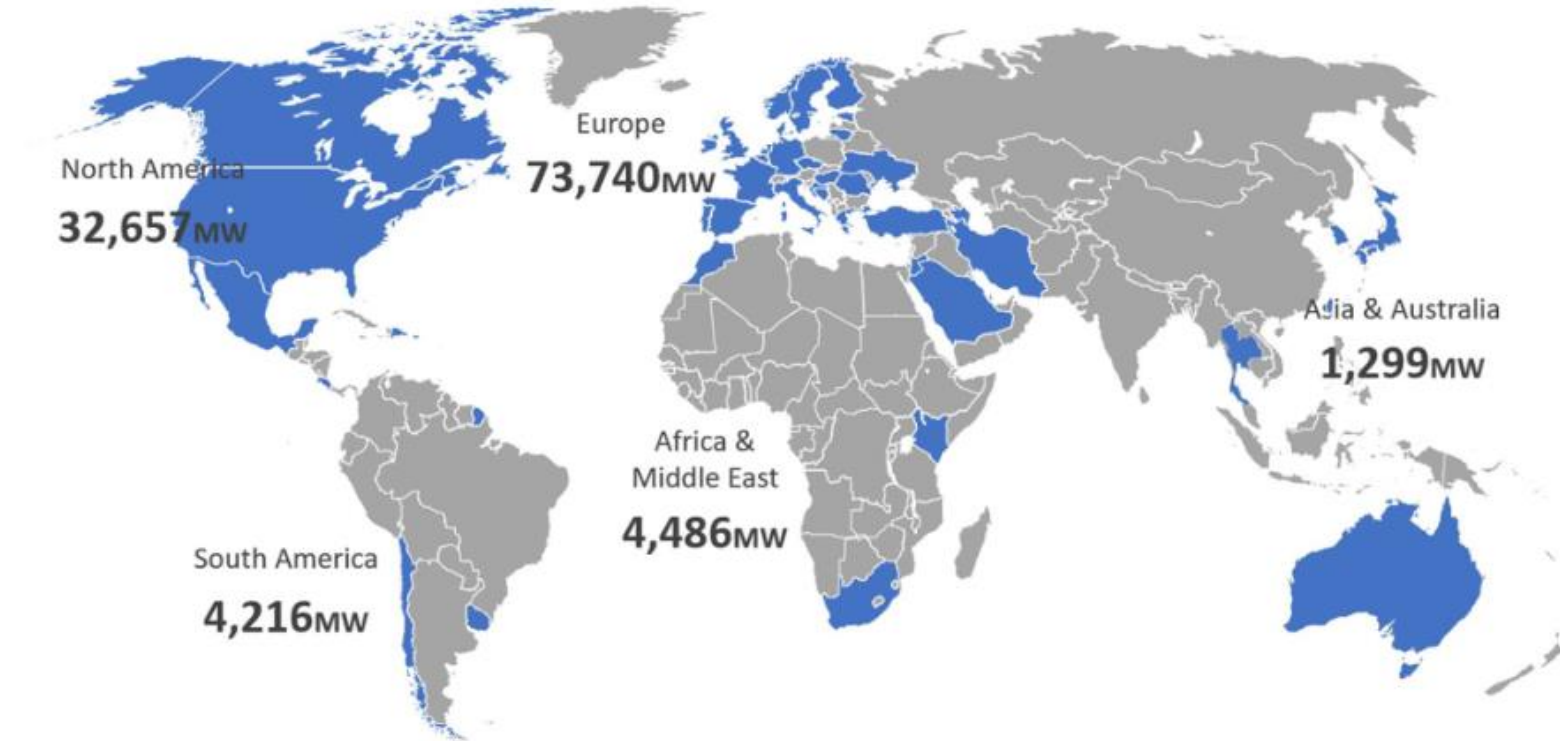 North America
32,657MW
Europe
73,740MW
Asia & Australia
1,299MW
Africa &
Middle East
4,486MW
South America
4,216MW